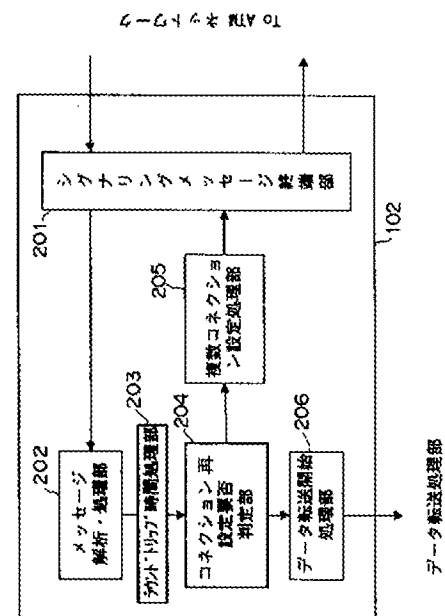 To ATM ネットワーク
201
シグナリングメッセージ終端部
202
メッセージ
解析・処理部
203
ラウンドトリップ時間処理部
204
コネクション再
設定要否
判定部
205
複数コネクショ
ン設定処理部
206
データ転送開始
処理部
102
データ転送処理部